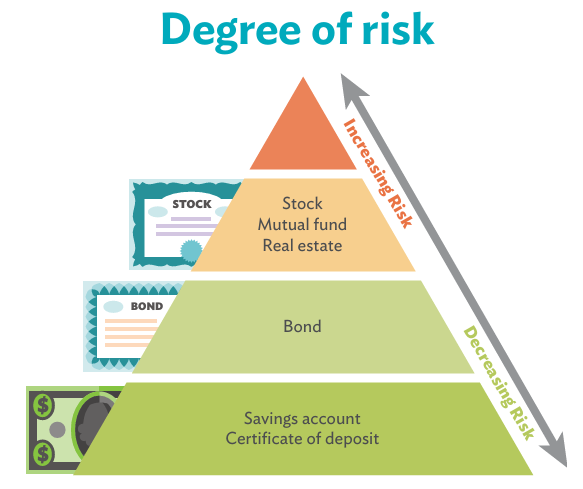 Degree of risk
Increasing Risk
STOCK
Stock
Mutual fund
Real estate
BOND
Bond
Decreasing Risk
$
$
Savings account
Certificate of deposit